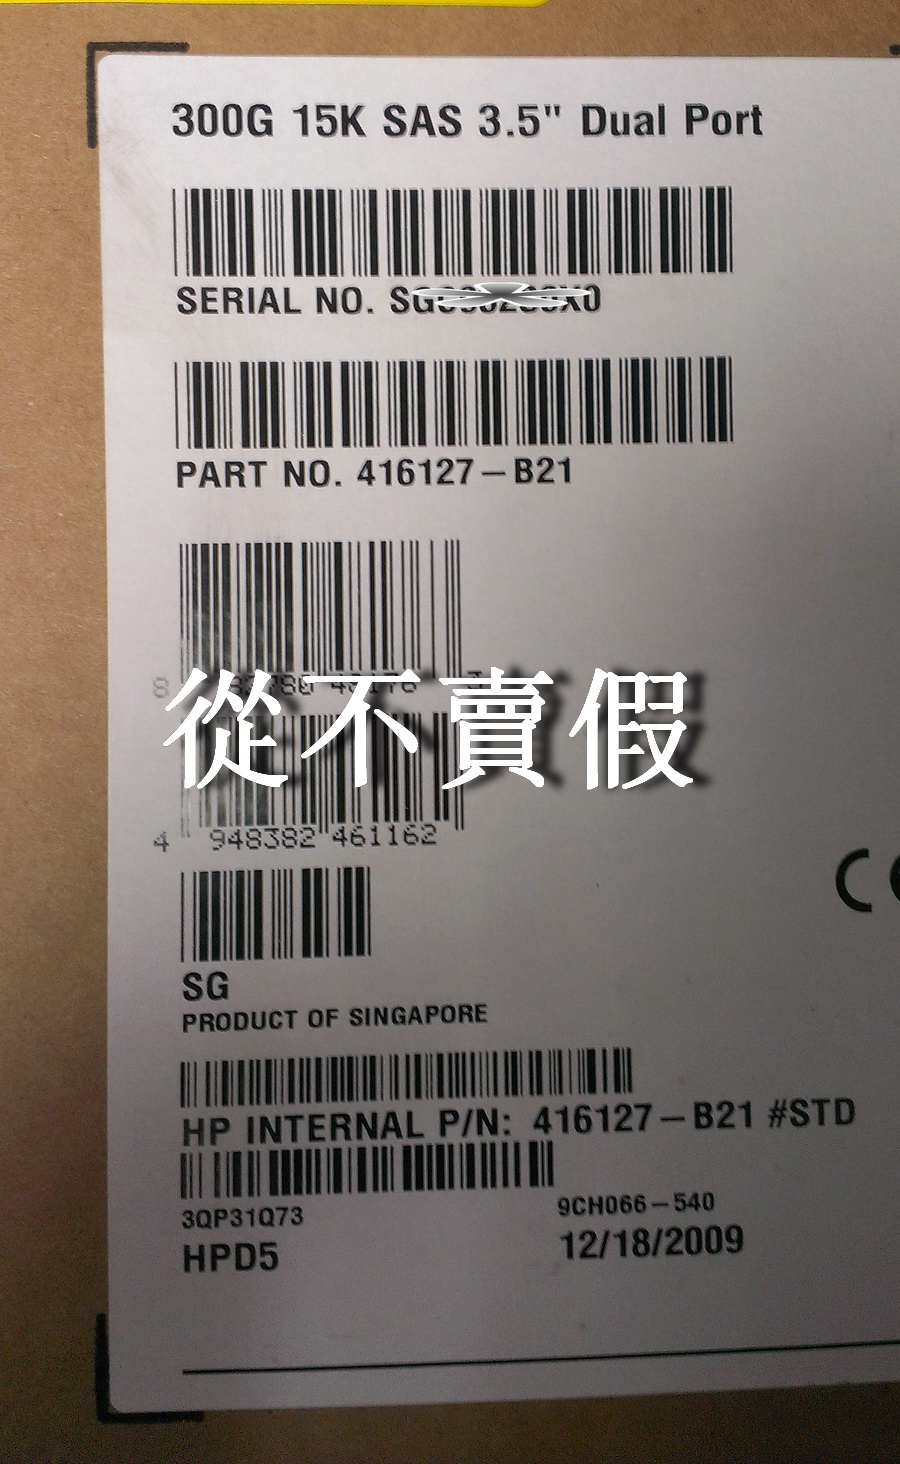 300G 15K SAS 3.5" Dual Port
SERIAL NO.
PART NO. 416127-B21
從不賣假
4 948382 461162
SG
PRODUCT OF SINGAPORE
HP INTERNAL P/N: 416127-B21 #STD
3QP31Q73 9CH066-540
HPD5 12/18/2009